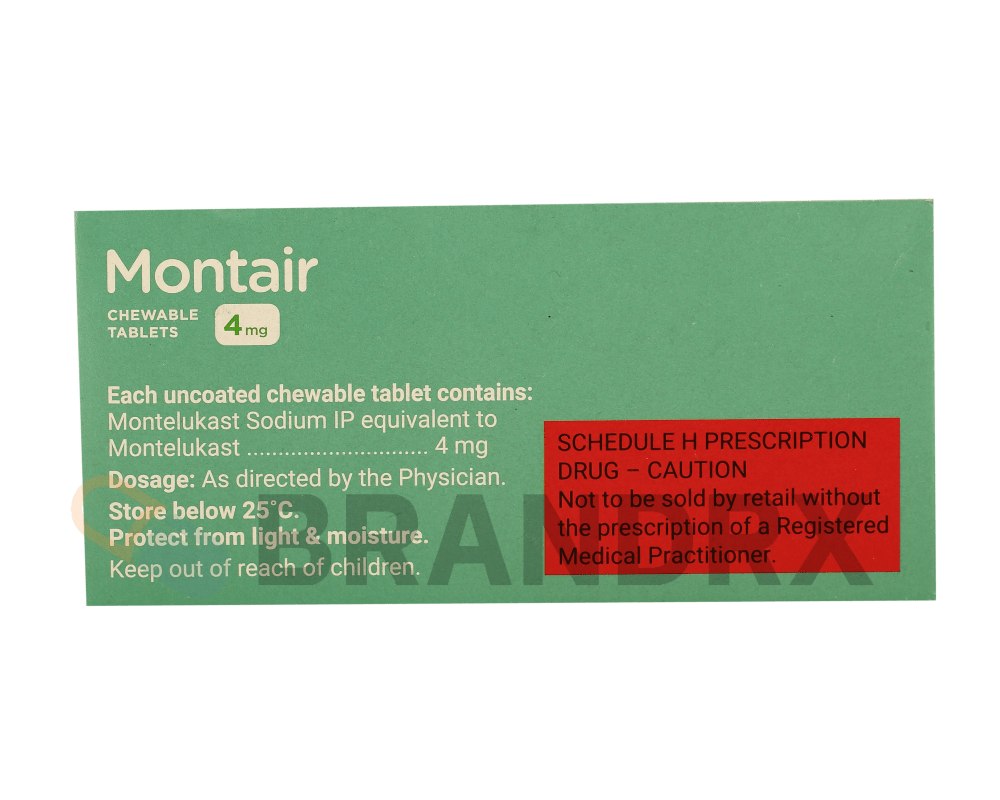 Montair
CHEWABLE
TABLETS
4 mg
Each uncoated chewable tablet contains:
Montelukast Sodium IP equivalent to
Montelukast ............................. 4 mg
Dosage: As directed by the Physician.
Store below 25°C.
Protect from light & moisture.
Keep out of reach of children.
SCHEDULE H PRESCRIPTION
DRUG – CAUTION
Not to be sold by retail without
the prescription of a Registered
Medical Practitioner.
BRANDRX